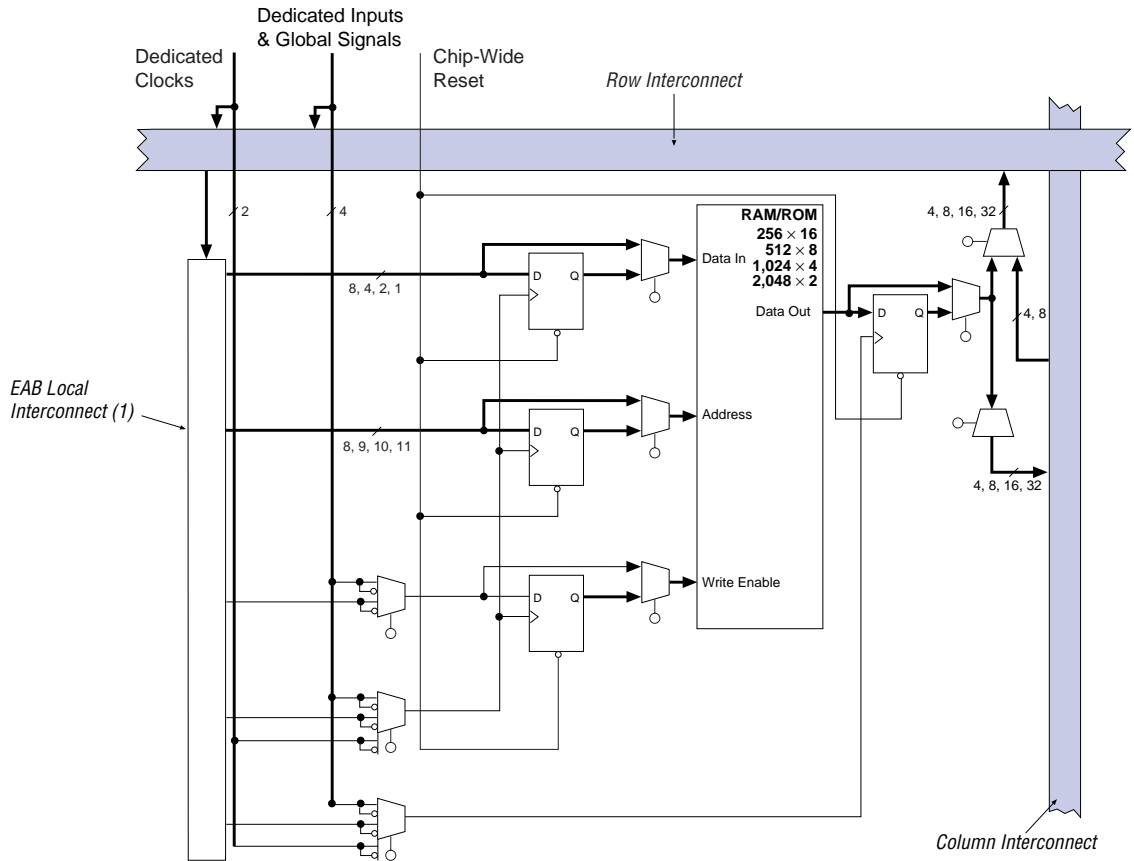 Dedicated Inputs
& Global Signals
Dedicated
Clocks
Chip-Wide
Reset
Row Interconnect
2
4
4, 8, 16, 32
RAM/ROM
256 × 16
512 × 8
1,024 × 4
2,048 × 2
Data In
D Q
8, 4, 2, 1
Data Out
D Q
4, 8
EAB Local
Interconnect (1)
Address
D Q
8, 9, 10, 11
4, 8, 16, 32
Write Enable
D Q
Column Interconnect